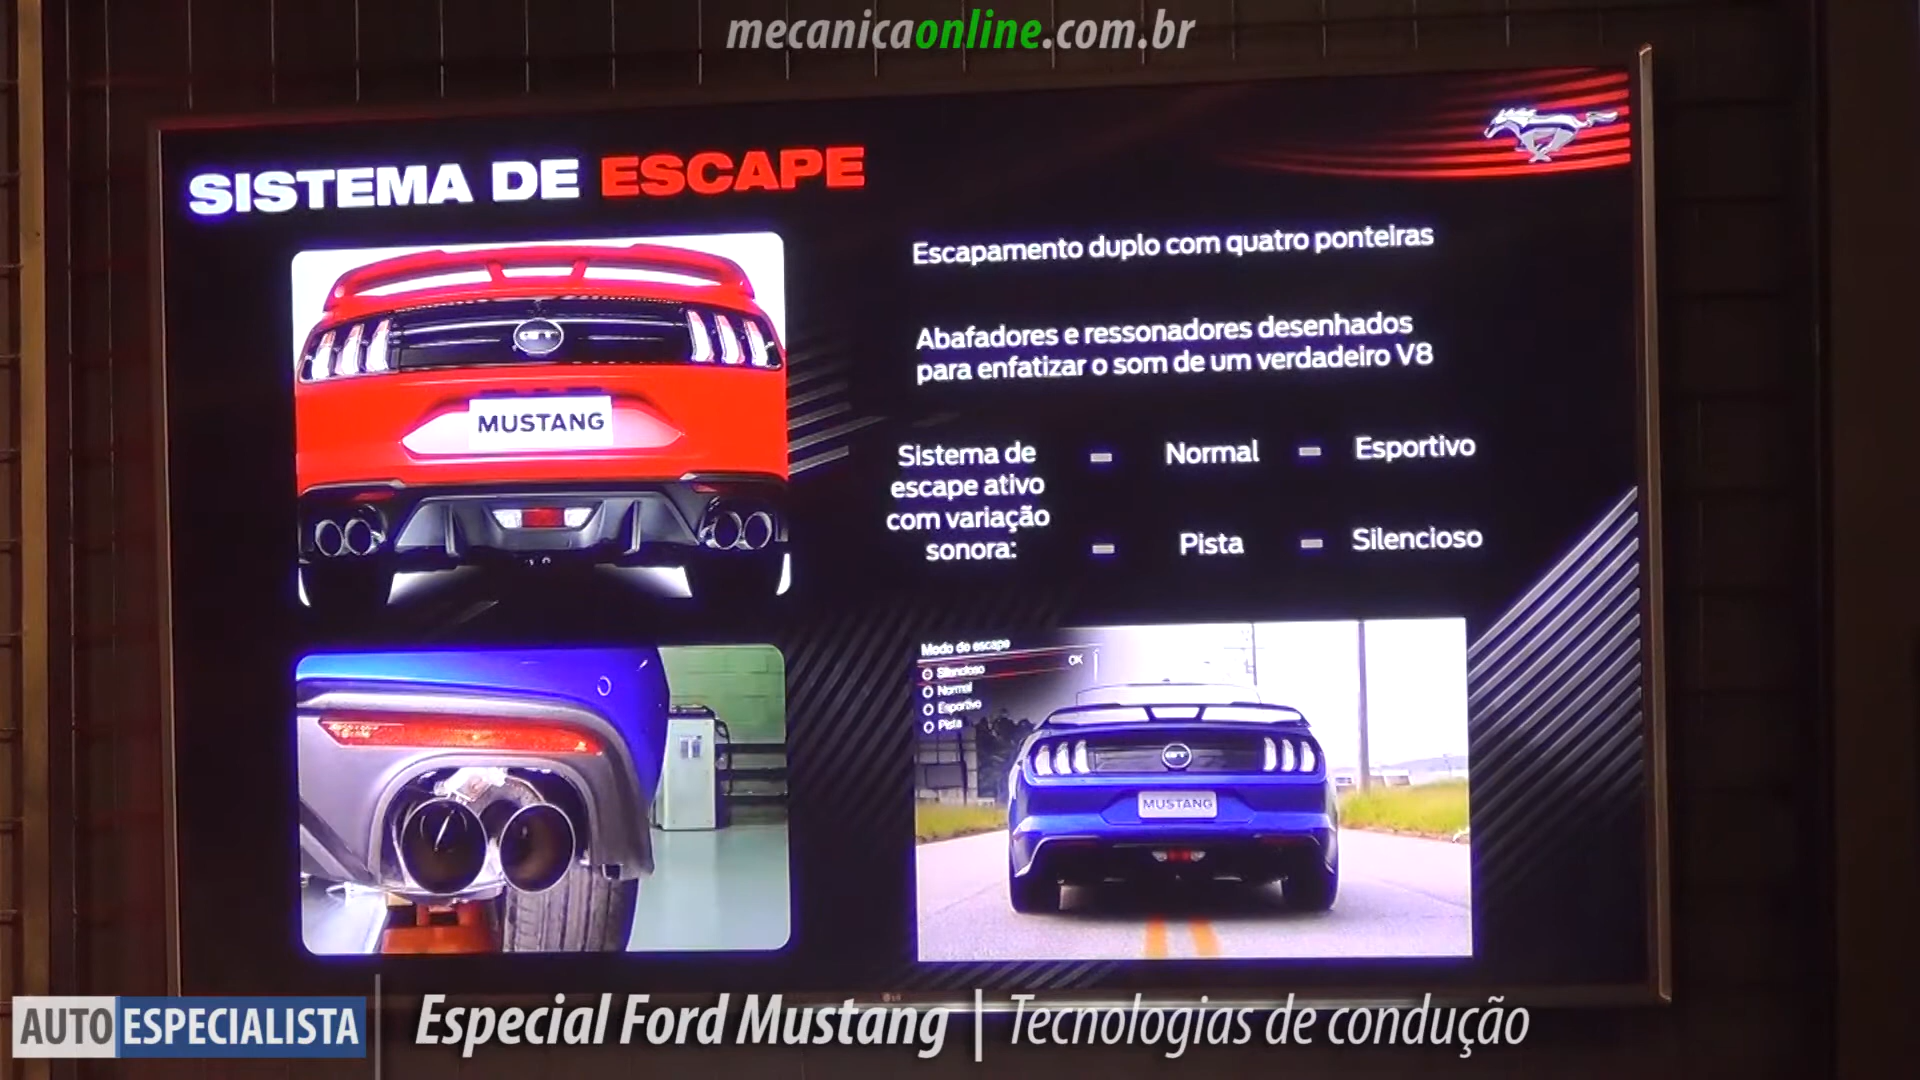 mecanicaonline.com.br
SISTEMA DE ESCAPE
GT
MUSTANG
Escapamento duplo com quatro ponteiras
Abafadores e ressonadores desenhados
para enfatizar o som de um verdadeiro V8
Sistema de
escape ativo
com variação
sonora:
- Normal - Esportivo
- Pista - Silencioso
Modo de escape
OK
Silencioso
Normal
Esportivo
Pista
GT
MUSTANG
LG
AUTOESPECIALISTA
Especial Ford Mustang | Tecnologias de condução